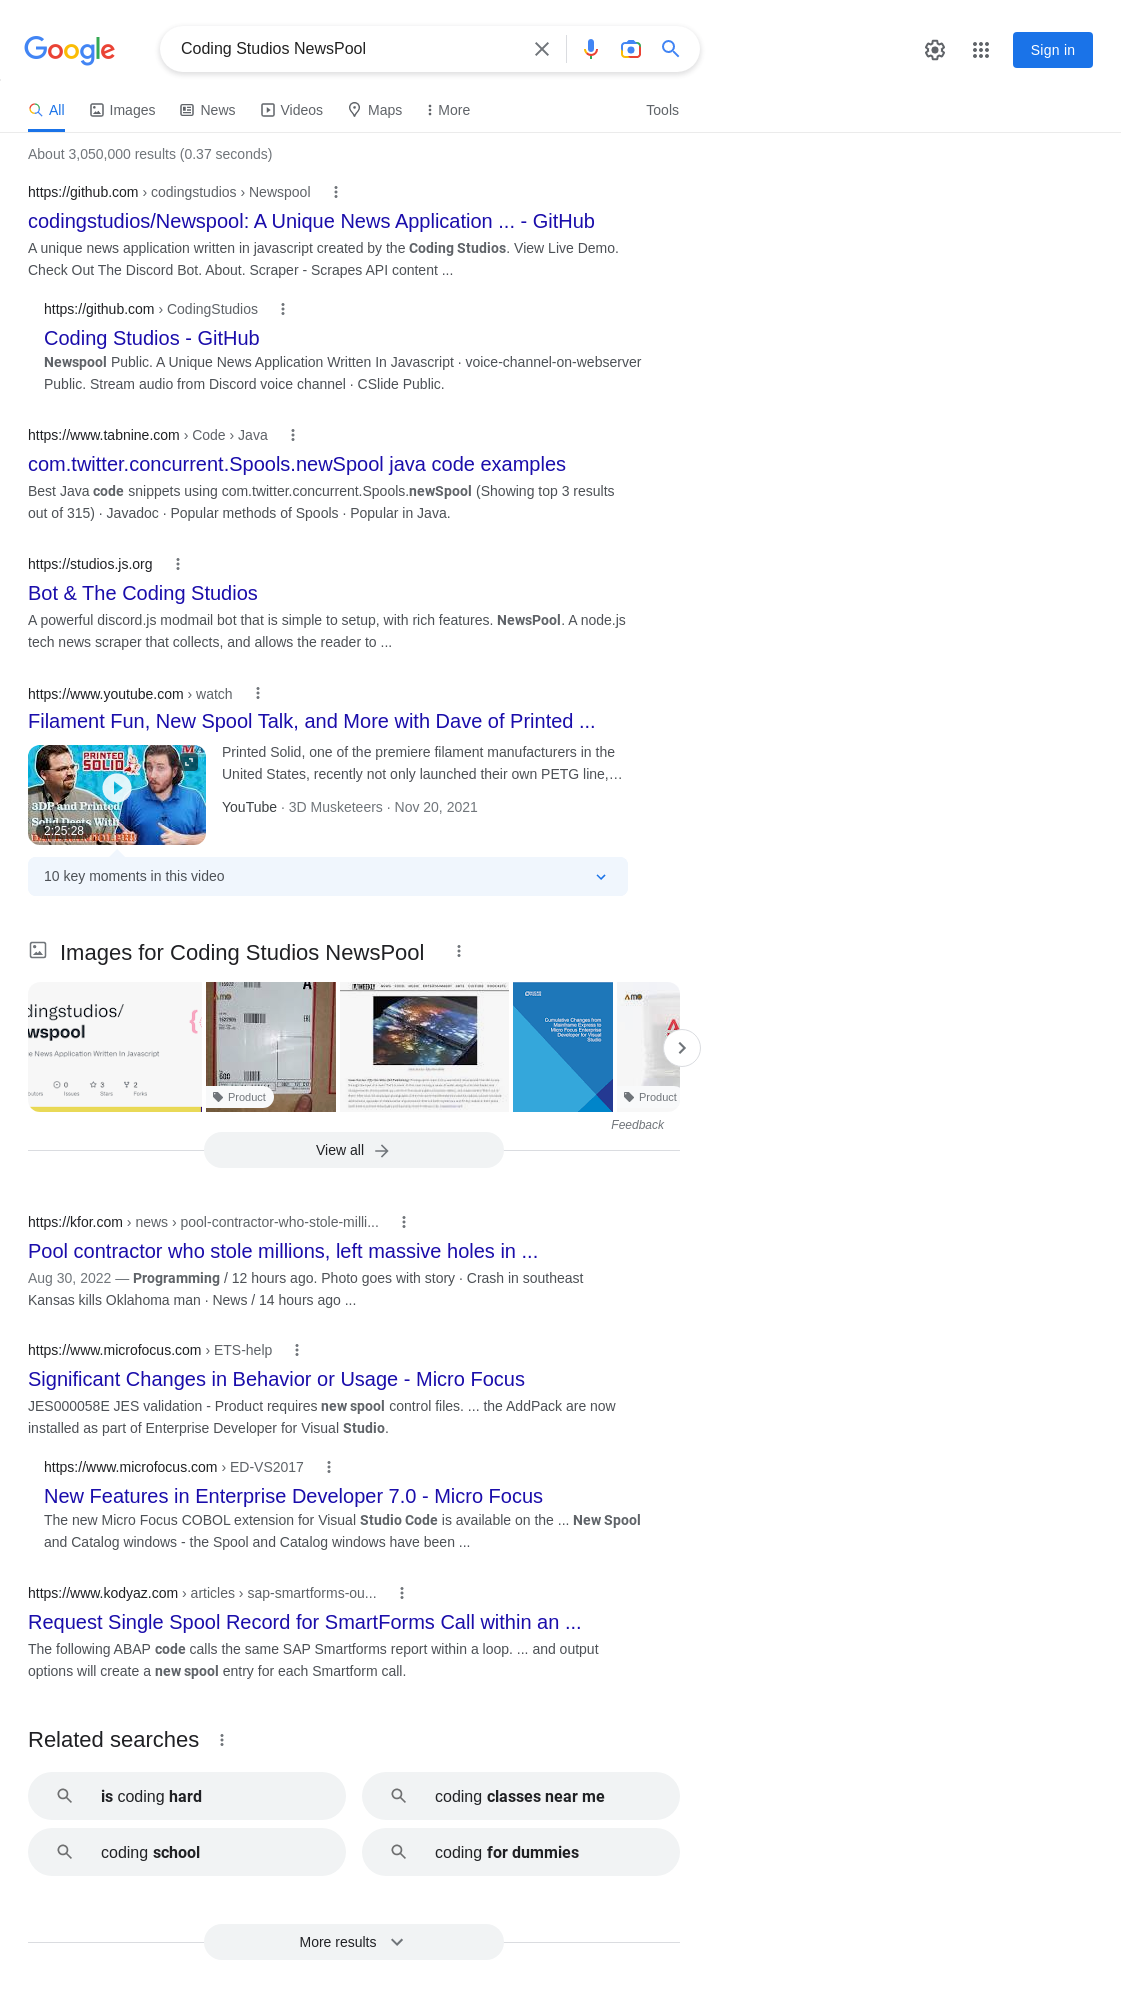 Google
Coding Studios NewsPool
Sign in
All
Images
News
Videos
Maps
More
Tools
About 3,050,000 results (0.37 seconds)
https://github.com › codingstudios › Newspool
codingstudios/Newspool: A Unique News Application ... - GitHub
A unique news application written in javascript created by the Coding Studios. View Live Demo.
Check Out The Discord Bot. About. Scraper - Scrapes API content ...
https://github.com › CodingStudios
Coding Studios - GitHub
Newspool Public. A Unique News Application Written In Javascript · voice-channel-on-webserver
Public. Stream audio from Discord voice channel · CSlide Public.
https://www.tabnine.com › Code › Java
com.twitter.concurrent.Spools.newSpool java code examples
Best Java code snippets using com.twitter.concurrent.Spools.newSpool (Showing top 3 results
out of 315) · Javadoc · Popular methods of Spools · Popular in Java.
https://studios.js.org
Bot & The Coding Studios
A powerful discord.js modmail bot that is simple to setup, with rich features. NewsPool. A node.js
tech news scraper that collects, and allows the reader to ...
https://www.youtube.com › watch
Filament Fun, New Spool Talk, and More with Dave of Printed ...
PRINTED
SOLID
3DP and Printed
Solid Deets With
2:25:28
Printed Solid, one of the premiere filament manufacturers in the
United States, recently not only launched their own PETG line,...
YouTube · 3D Musketeers · Nov 20, 2021
10 key moments in this video
Images for Coding Studios NewsPool
dingstudios/
wspool
e News Application Written In Javascript
0
3
2
Issues
Stars
Forks
Product
Cumulative Changes from
Mainframe Express to
Micro Focus Enterprise
Developer for Visual
Studio
AMO
Product
Feedback
View all
https://kfor.com › news › pool-contractor-who-stole-milli...
Pool contractor who stole millions, left massive holes in ...
Aug 30, 2022 — Programming / 12 hours ago. Photo goes with story · Crash in southeast
Kansas kills Oklahoma man · News / 14 hours ago ...
https://www.microfocus.com › ETS-help
Significant Changes in Behavior or Usage - Micro Focus
JES000058E JES validation - Product requires new spool control files. ... the AddPack are now
installed as part of Enterprise Developer for Visual Studio.
https://www.microfocus.com › ED-VS2017
New Features in Enterprise Developer 7.0 - Micro Focus
The new Micro Focus COBOL extension for Visual Studio Code is available on the ... New Spool
and Catalog windows - the Spool and Catalog windows have been ...
https://www.kodyaz.com › articles › sap-smartforms-ou...
Request Single Spool Record for SmartForms Call within an ...
The following ABAP code calls the same SAP Smartforms report within a loop. ... and output
options will create a new spool entry for each Smartform call.
Related searches
is coding hard
coding classes near me
coding school
coding for dummies
More results